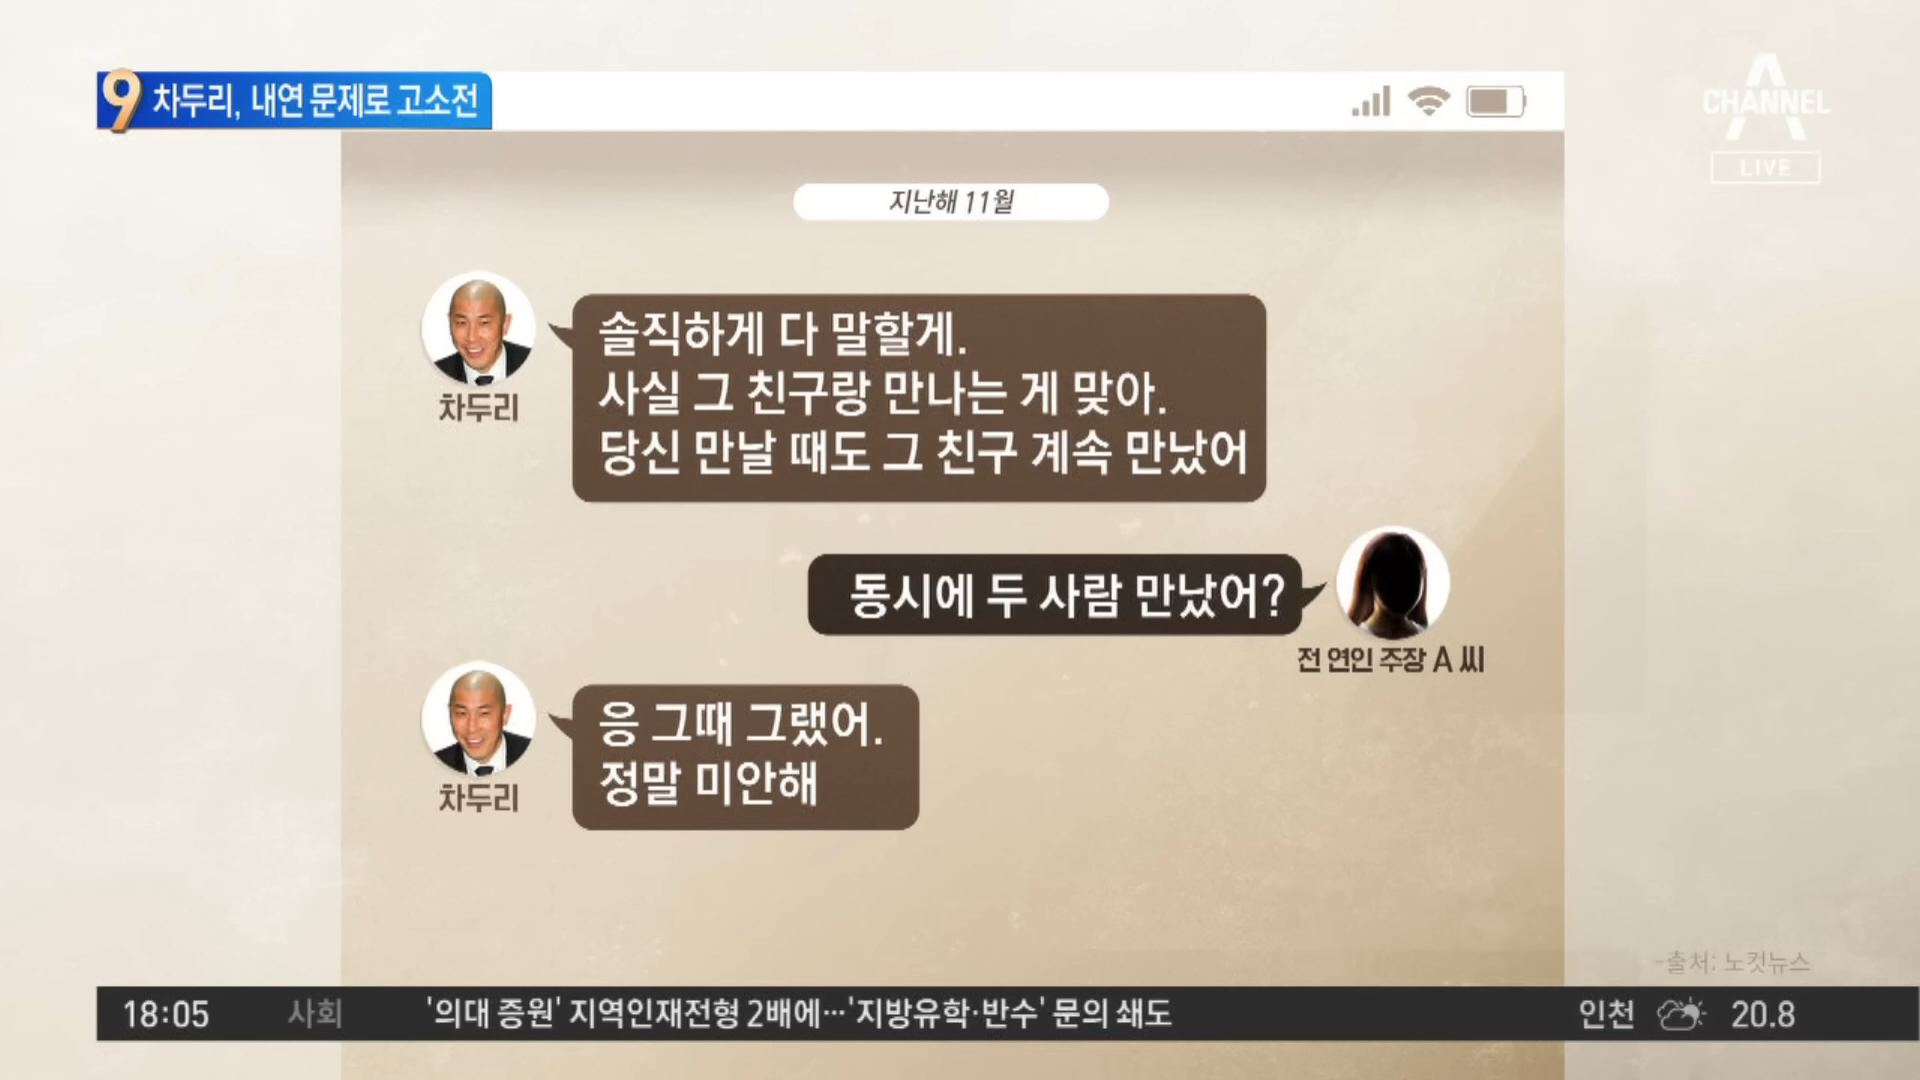 9 차두리, 내연 문제로 고소전
CHANNEL A
LIVE
지난해 11월
솔직하게 다 말할게.
사실 그 친구랑 만나는 게 맞아.
당신 만날 때도 그 친구 계속 만났어
차두리
동시에 두 사람 만났어?
전 연인 주장 A 씨
응 그때 그랬어.
정말 미안해
차두리
-출처: 노컷뉴스
18:05 사회 '의대 증원' 지역인재전형 2배에…'지방유학·반수' 문의 쇄도 인천 20.8